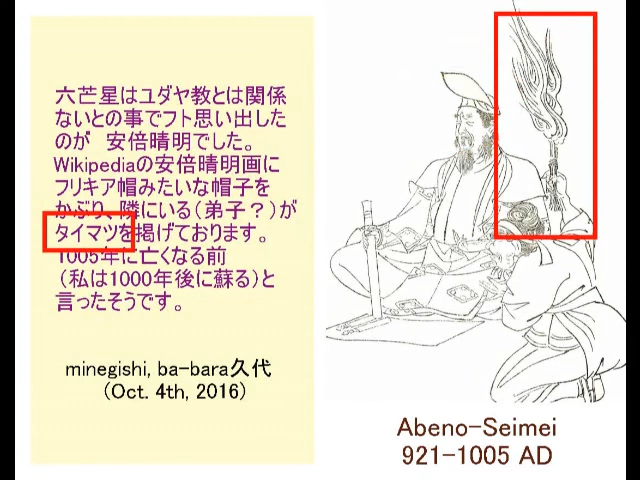 六芒星はユダヤ教とは関係
ないとの事でフト思い出した
のが　安倍晴明でした。
Wikipediaの安倍晴明画に
フリキア帽みたいな帽子を
かぶり、隣にいる（弟子？）が
タイマツを掲げております。
1005年に亡くなる前
（私は1000年後に蘇る）と
言ったそうです。
minegishi, ba-bara久代
(Oct. 4th, 2016)
Abeno-Seimei
921-1005 AD